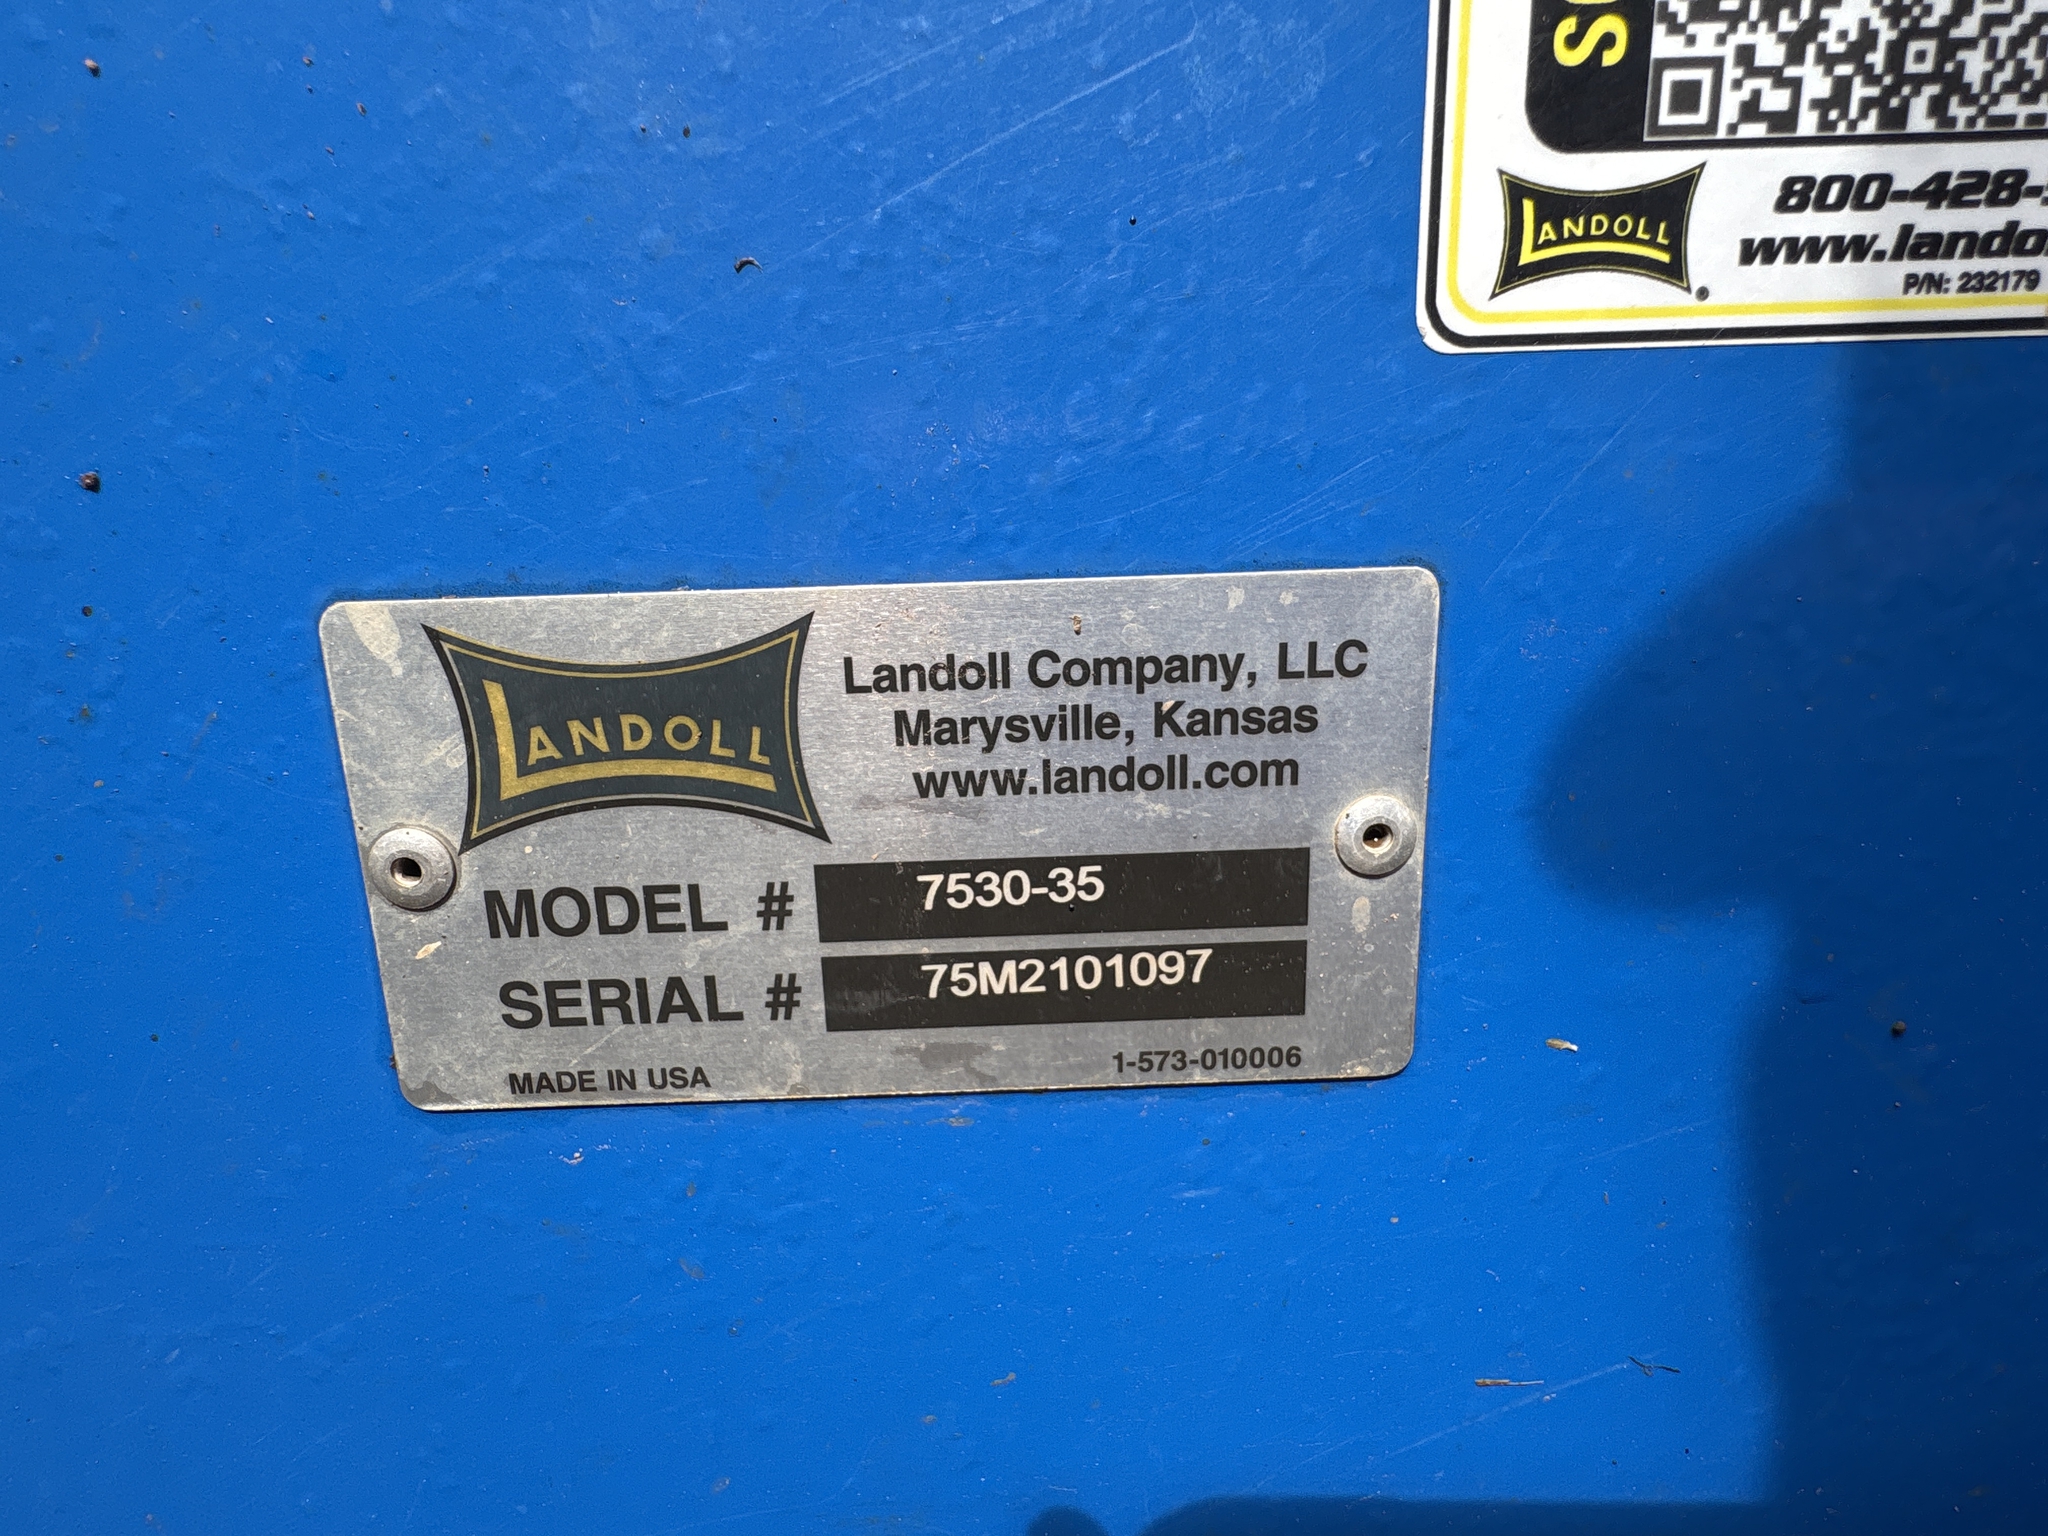 LANDOLL
800-428-
www.lando
P/N: 232179
LANDOLL
Landoll Company, LLC
Marysville, Kansas
www.landoll.com
MODEL # 7530-35
SERIAL # 75M2101097
MADE IN USA 1-573-010006